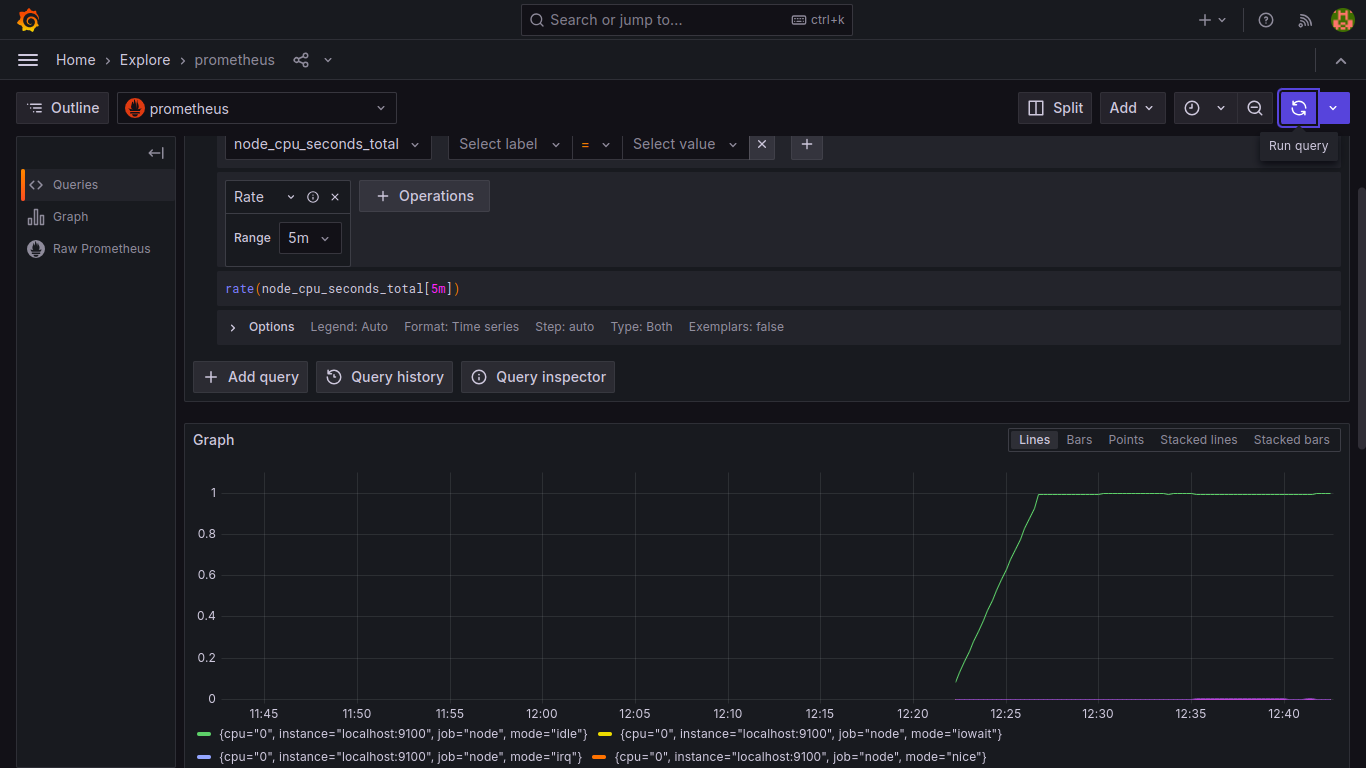 Search or jump to... ctrl+k
Home › Explore › prometheus
Outline prometheus Split Add
Run query
node_cpu_seconds_total Select label = Select value
Queries
Graph
Raw Prometheus
Rate Operations
Range 5m
rate(node_cpu_seconds_total[5m])
Options Legend: Auto Format: Time series Step: auto Type: Both Exemplars: false
Add query Query history Query inspector
Graph Lines Bars Points Stacked lines Stacked bars
1
0.8
0.6
0.4
0.2
0
11:45 11:50 11:55 12:00 12:05 12:10 12:15 12:20 12:25 12:30 12:35 12:40
{cpu="0", instance="localhost:9100", job="node", mode="idle"} {cpu="0", instance="localhost:9100", job="node", mode="iowait"}
{cpu="0", instance="localhost:9100", job="node", mode="irq"} {cpu="0", instance="localhost:9100", job="node", mode="nice"}